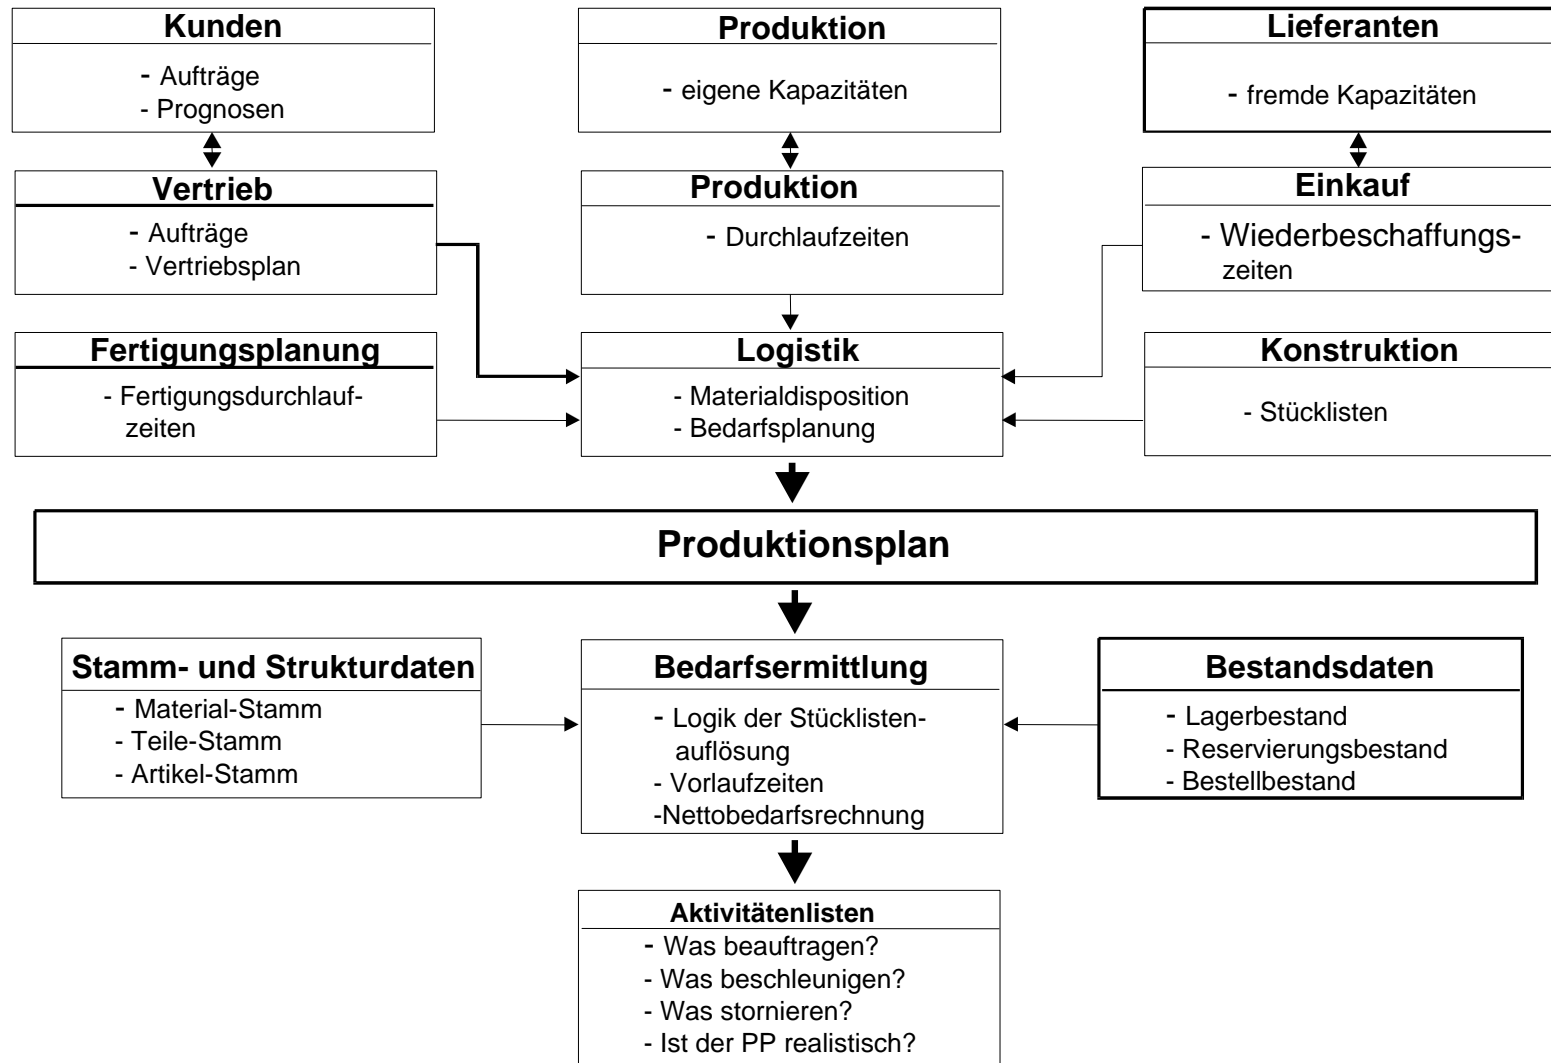 Kunden
- Aufträge
- Prognosen
Produktion
- eigene Kapazitäten
Lieferanten
- fremde Kapazitäten
Vertrieb
- Aufträge
- Vertriebsplan
Produktion
- Durchlaufzeiten
Einkauf
- Wiederbeschaffungs-
zeiten
Fertigungsplanung
- Fertigungsdurchlauf-
zeiten
Logistik
- Materialdisposition
- Bedarfsplanung
Konstruktion
- Stücklisten
Produktionsplan
Stamm- und Strukturdaten
- Material-Stamm
- Teile-Stamm
- Artikel-Stamm
Bedarfsermittlung
- Logik der Stücklisten-
auflösung
- Vorlaufzeiten
-Nettobedarfsrechnung
Bestandsdaten
- Lagerbestand
- Reservierungsbestand
- Bestellbestand
Aktivitätenlisten
- Was beauftragen?
- Was beschleunigen?
- Was stornieren?
- Ist der PP realistisch?